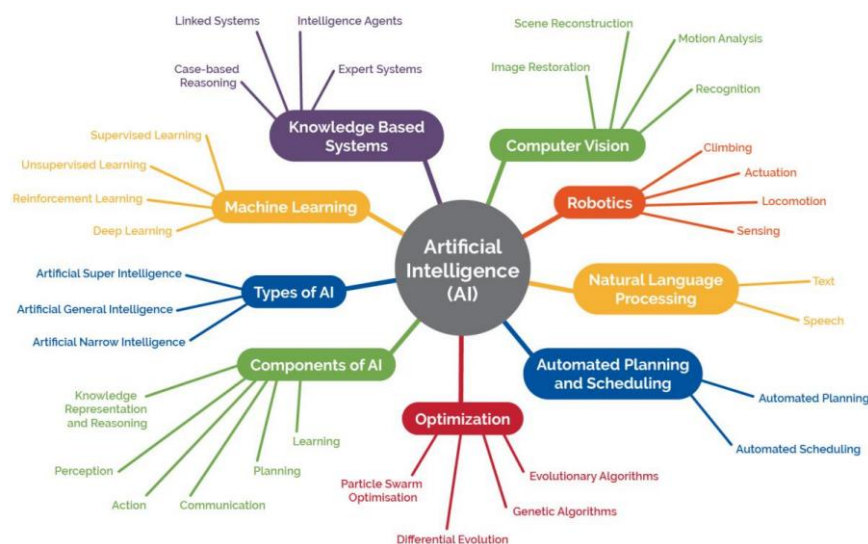 Artificial
Intelligence
(AI)
Knowledge Based
Systems
Linked Systems
Intelligence Agents
Case-based
Reasoning
Expert Systems
Computer Vision
Scene Reconstruction
Motion Analysis
Image Restoration
Recognition
Machine Learning
Supervised Learning
Unsupervised Learning
Reinforcement Learning
Deep Learning
Robotics
Climbing
Actuation
Locomotion
Sensing
Types of AI
Artificial Super Intelligence
Artificial General Intelligence
Artificial Narrow Intelligence
Natural Language
Processing
Text
Speech
Components of AI
Knowledge
Representation
and Reasoning
Perception
Action
Communication
Planning
Learning
Optimization
Particle Swarm
Optimisation
Differential Evolution
Genetic Algorithms
Evolutionary Algorithms
Automated Planning
and Scheduling
Automated Planning
Automated Scheduling